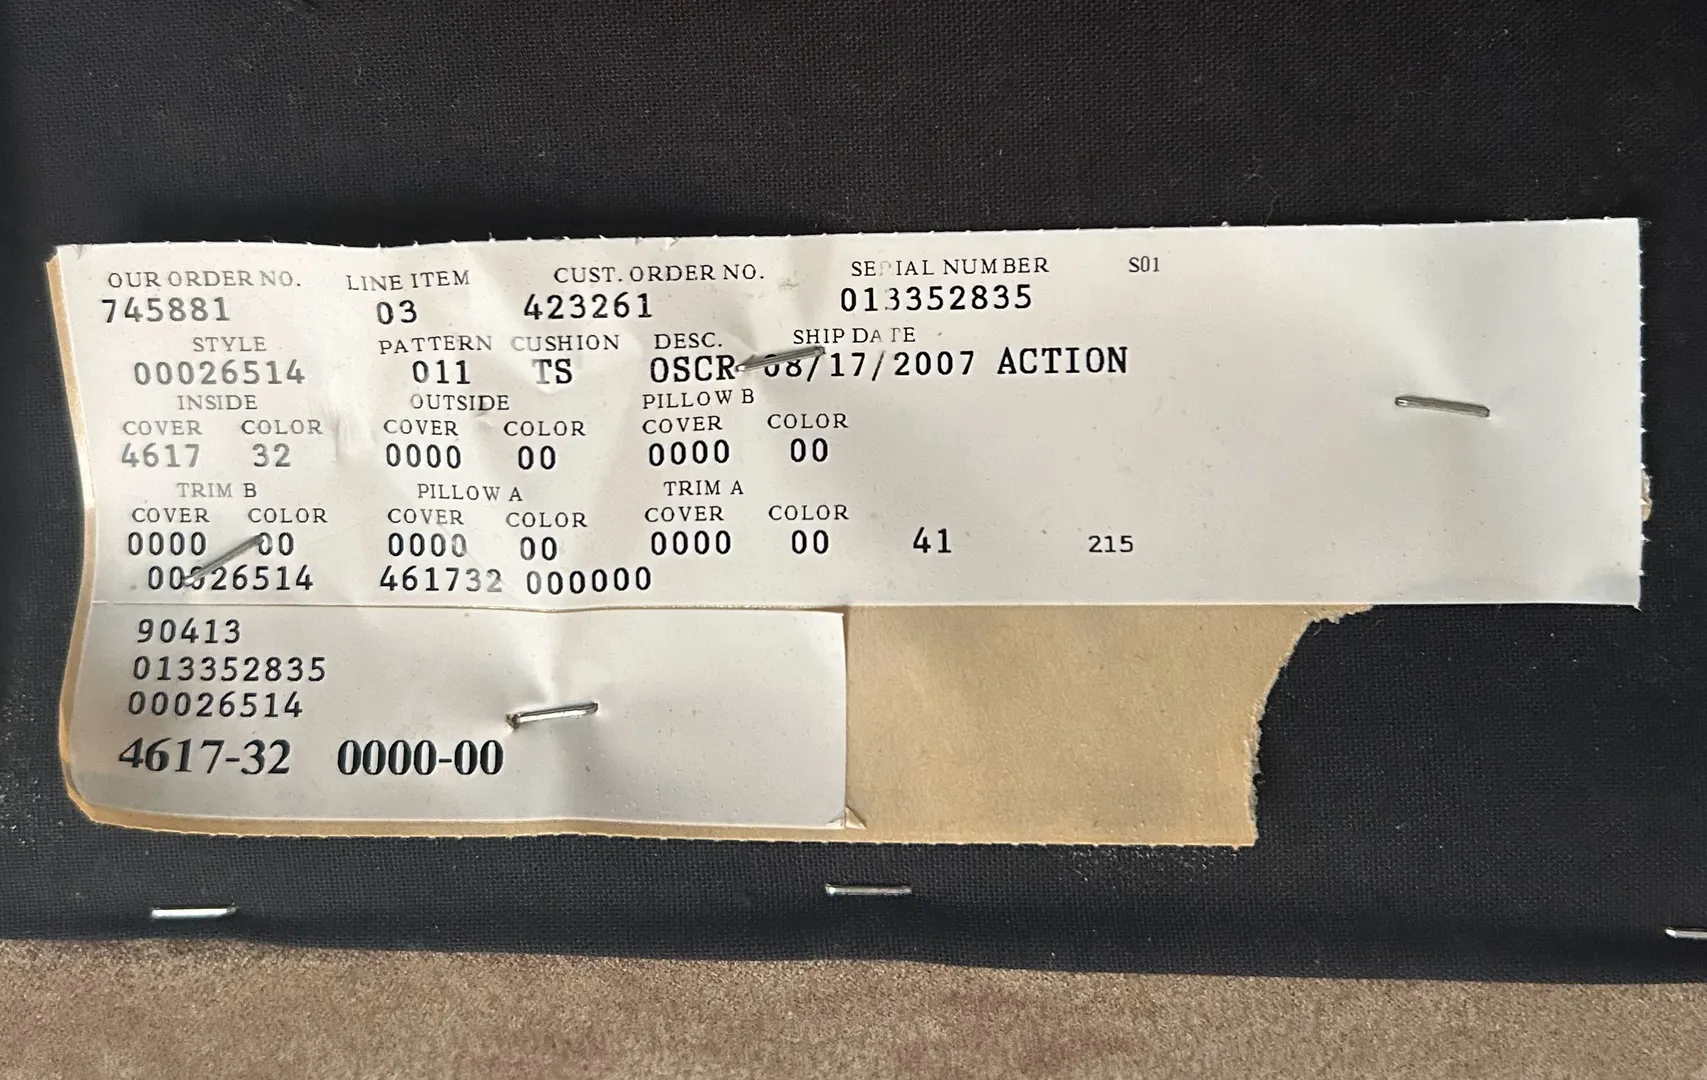 OUR ORDER NO. LINE ITEM CUST. ORDER NO. SERIAL NUMBER S01
745881 03 423261 013352835
STYLE PATTERN CUSHION DESC. SHIP DATE
00026514 011 TS OSCR 08/17/2007 ACTION
INSIDE OUTSIDE PILLOW B
COVER COLOR COVER COLOR COVER COLOR
4617 32 0000 00 0000 00
TRIM B PILLOW A TRIM A
COVER COLOR COVER COLOR COVER COLOR
0000 00 0000 00 0000 00 41 215
00026514 461732 000000
90413
013352835
00026514
4617-32 0000-00